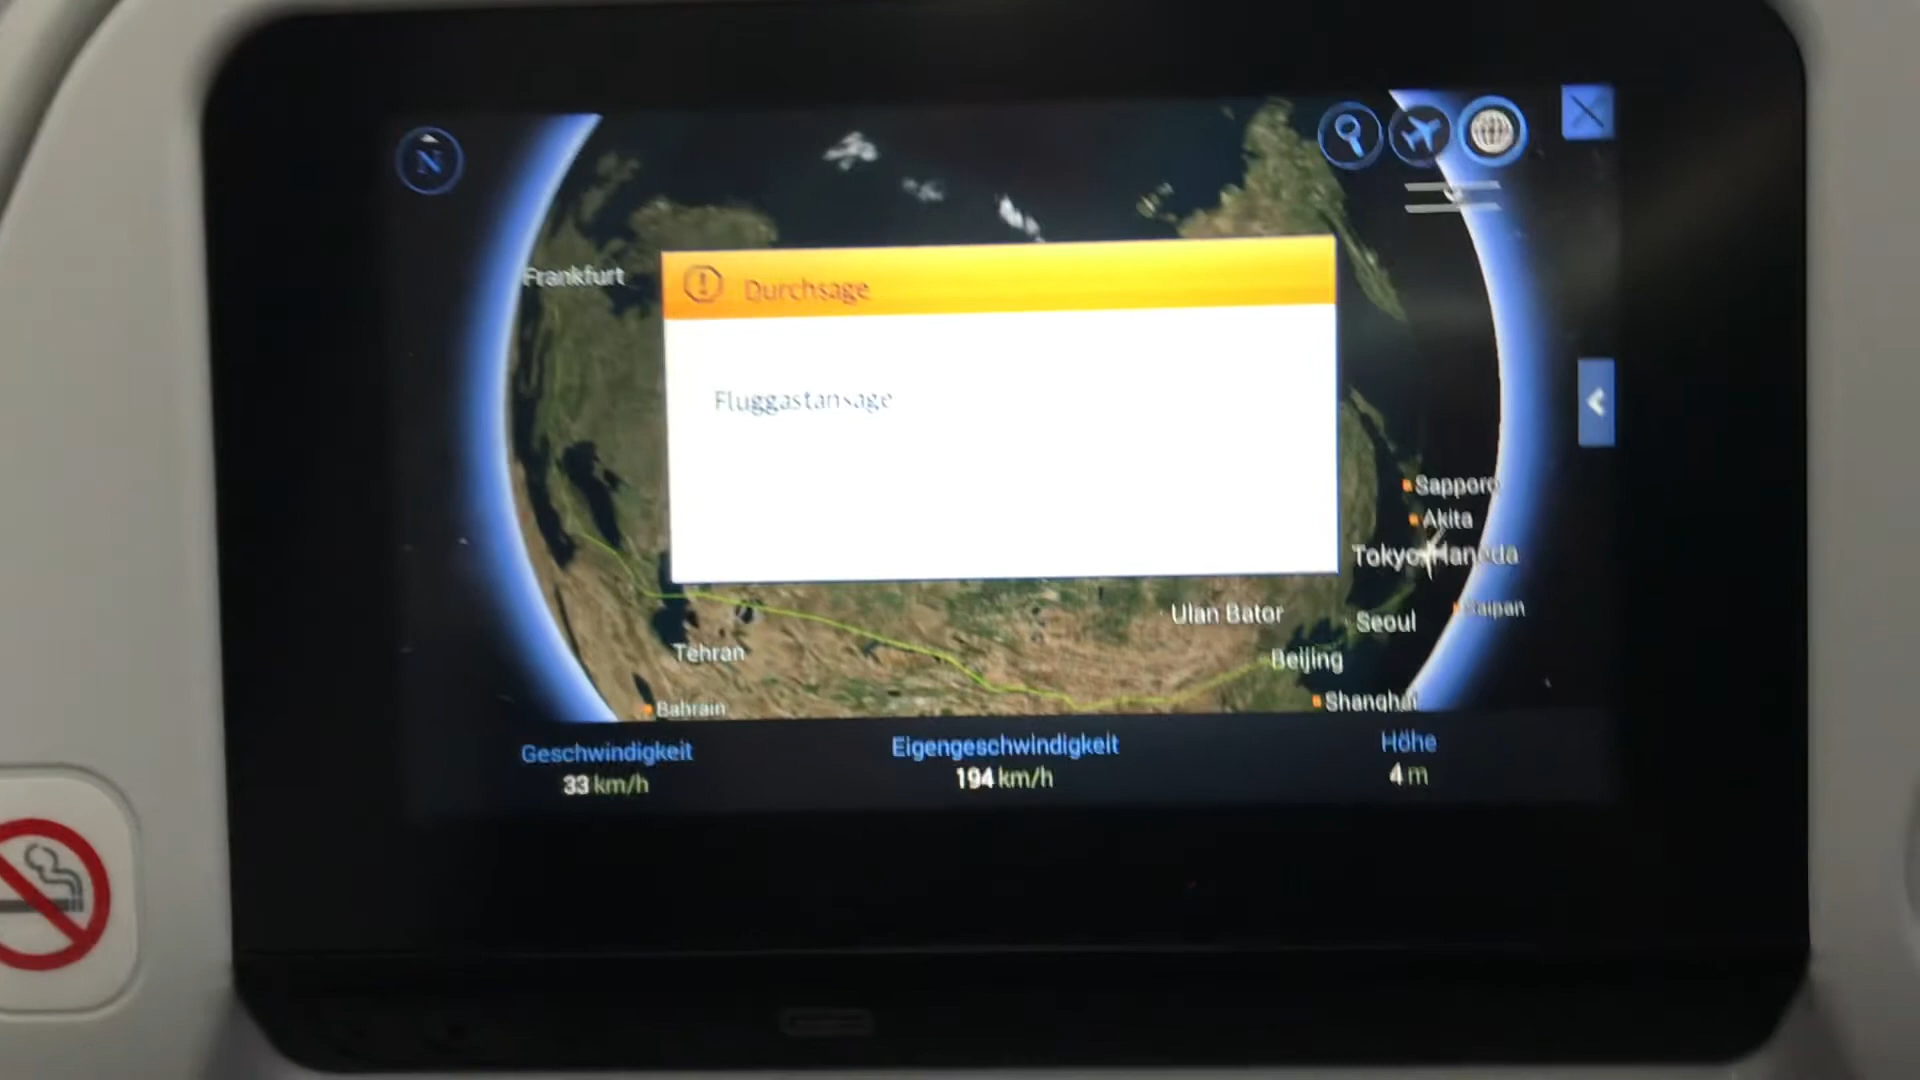 N
Frankfurt
Durchsage
Fluggastansage
Sapporo
Akita
Tokyo/Haneda
Saipan
Ulan Bator
Seoul
Tehran
Beijing
Bahrain
Shanghai
Geschwindigkeit
33 km/h
Eigengeschwindigkeit
194 km/h
Höhe
4 m